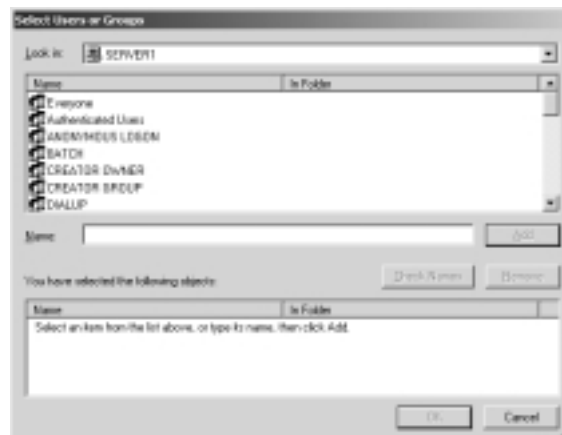 Select Users or Groups
Look in: SERVER1
Name In Folder
Everyone
Authenticated Users
ANONYMOUS LOGON
BATCH
CREATOR OWNER
CREATOR GROUP
DIALUP
Name: Add
You have selected the following objects: Check Names Remove
Name In Folder
Select an item from the list above, or type its name, then click Add.
OK Cancel